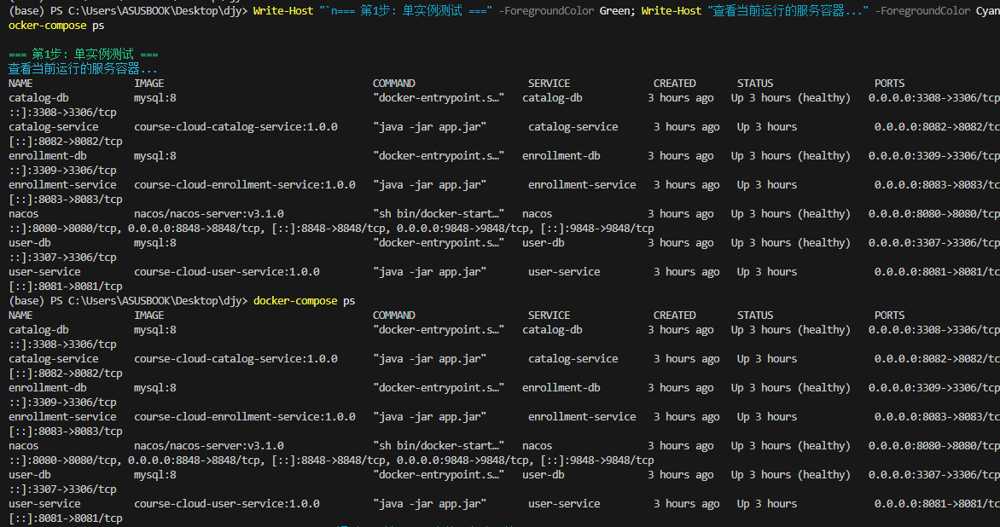 (base) PS C:\Users\ASUSBOOK\Desktop\djy> Write-Host "`n=== 第1步: 单实例测试 ===" -ForegroundColor Green; Write-Host "查看当前运行的服务容器..." -ForegroundColor Cyan
ocker-compose ps
=== 第1步: 单实例测试 ===
查看当前运行的服务容器...
NAME IMAGE COMMAND SERVICE CREATED STATUS PORTS
catalog-db mysql:8 "docker-entrypoint.s…" catalog-db 3 hours ago Up 3 hours (healthy) 0.0.0.0:3308->3306/tcp
::]:3308->3306/tcp
catalog-service course-cloud-catalog-service:1.0.0 "java -jar app.jar" catalog-service 3 hours ago Up 3 hours 0.0.0.0:8082->8082/tc
[::]:8082->8082/tcp
enrollment-db mysql:8 "docker-entrypoint.s…" enrollment-db 3 hours ago Up 3 hours (healthy) 0.0.0.0:3309->3306/tcp
::]:3309->3306/tcp
enrollment-service course-cloud-enrollment-service:1.0.0 "java -jar app.jar" enrollment-service 3 hours ago Up 3 hours 0.0.0.0:8083->8083/tc
[::]:8083->8083/tcp
nacos nacos/nacos-server:v3.1.0 "sh bin/docker-start…" nacos 3 hours ago Up 3 hours (healthy) 0.0.0.0:8080->8080/tcp
::]:8080->8080/tcp, 0.0.0.0:8848->8848/tcp, [::]:8848->8848/tcp, 0.0.0.0:9848->9848/tcp, [::]:9848->9848/tcp
user-db mysql:8 "docker-entrypoint.s…" user-db 3 hours ago Up 3 hours (healthy) 0.0.0.0:3307->3306/tcp
::]:3307->3306/tcp
user-service course-cloud-user-service:1.0.0 "java -jar app.jar" user-service 3 hours ago Up 3 hours 0.0.0.0:8081->8081/tc
[::]:8081->8081/tcp
(base) PS C:\Users\ASUSBOOK\Desktop\djy> docker-compose ps
NAME IMAGE COMMAND SERVICE CREATED STATUS PORTS
catalog-db mysql:8 "docker-entrypoint.s…" catalog-db 3 hours ago Up 3 hours (healthy) 0.0.0.0:3308->3306/tcp
::]:3308->3306/tcp
catalog-service course-cloud-catalog-service:1.0.0 "java -jar app.jar" catalog-service 3 hours ago Up 3 hours 0.0.0.0:8082->8082/tc
[::]:8082->8082/tcp
enrollment-db mysql:8 "docker-entrypoint.s…" enrollment-db 3 hours ago Up 3 hours (healthy) 0.0.0.0:3309->3306/tcp
::]:3309->3306/tcp
enrollment-service course-cloud-enrollment-service:1.0.0 "java -jar app.jar" enrollment-service 3 hours ago Up 3 hours 0.0.0.0:8083->8083/tc
[::]:8083->8083/tcp
nacos nacos/nacos-server:v3.1.0 "sh bin/docker-start…" nacos 3 hours ago Up 3 hours (healthy) 0.0.0.0:8080->8080/tcp
::]:8080->8080/tcp, 0.0.0.0:8848->8848/tcp, [::]:8848->8848/tcp, 0.0.0.0:9848->9848/tcp, [::]:9848->9848/tcp
user-db mysql:8 "docker-entrypoint.s…" user-db 3 hours ago Up 3 hours (healthy) 0.0.0.0:3307->3306/tcp
::]:3307->3306/tcp
user-service course-cloud-user-service:1.0.0 "java -jar app.jar" user-service 3 hours ago Up 3 hours 0.0.0.0:8081->8081/tc
[::]:8081->8081/tcp